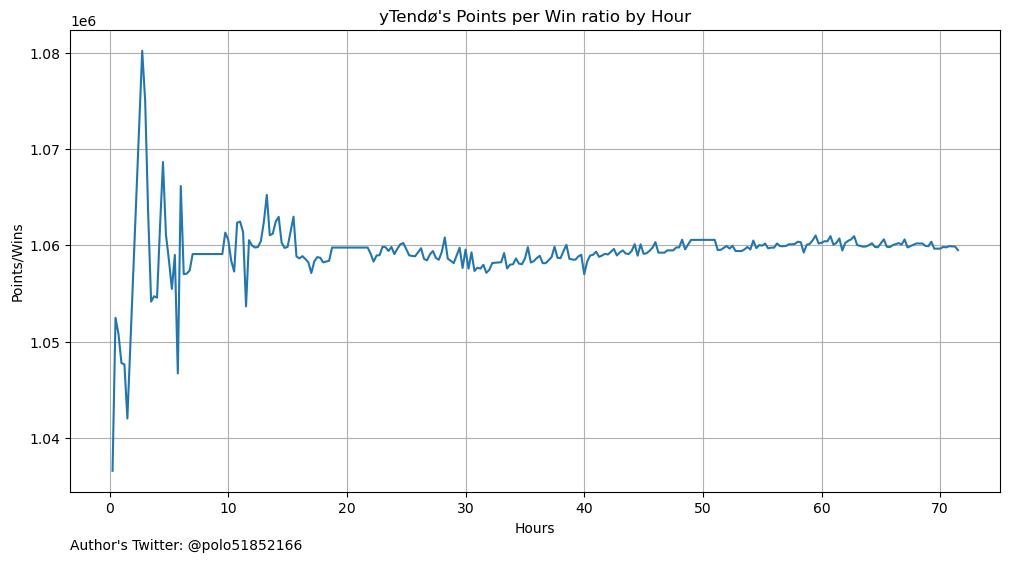 yTendø's Points per Win ratio by Hour
1e6
1.08
1.07
1.06
1.05
1.04
Points/Wins
0 10 20 30 40 50 60 70
Hours
Author's Twitter: @polo51852166